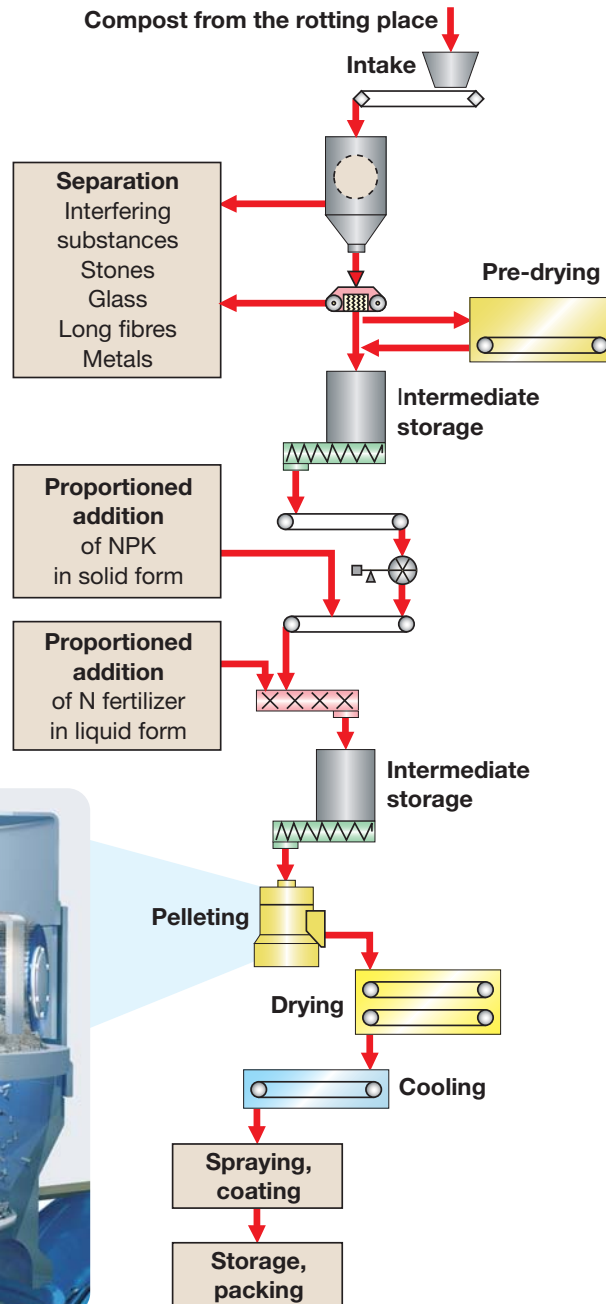 Compost from the rotting place
Intake
Separation
Interfering
substances
Stones
Glass
Long fibres
Metals
Pre-drying
Intermediate
storage
Proportioned
addition
of NPK
in solid form
Proportioned
addition
of N fertilizer
in liquid form
Intermediate
storage
Pelleting
Drying
Cooling
Spraying,
coating
Storage,
packing